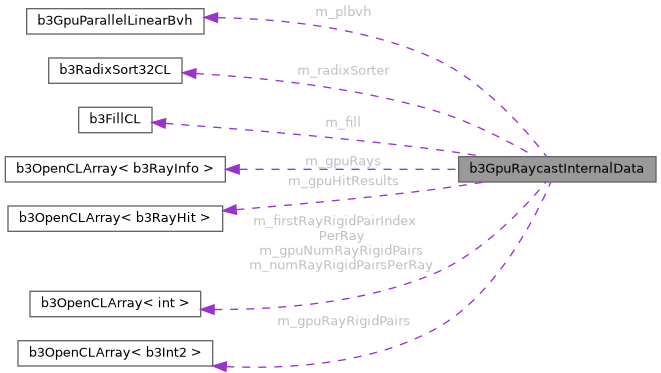 m_plbvh
b3GpuParallelLinearBvh
m_radixSorter
b3RadixSort32CL
m_fill
b3FillCL
m_gpuRays
b3OpenCLArray< b3RayInfo >
b3GpuRaycastInternalData
m_gpuHitResults
b3OpenCLArray< b3RayHit >
m_firstRayRigidPairIndex
PerRay
m_gpuNumRayRigidPairs
m_numRayRigidPairsPerRay
b3OpenCLArray< int >
m_gpuRayRigidPairs
b3OpenCLArray< b3Int2 >